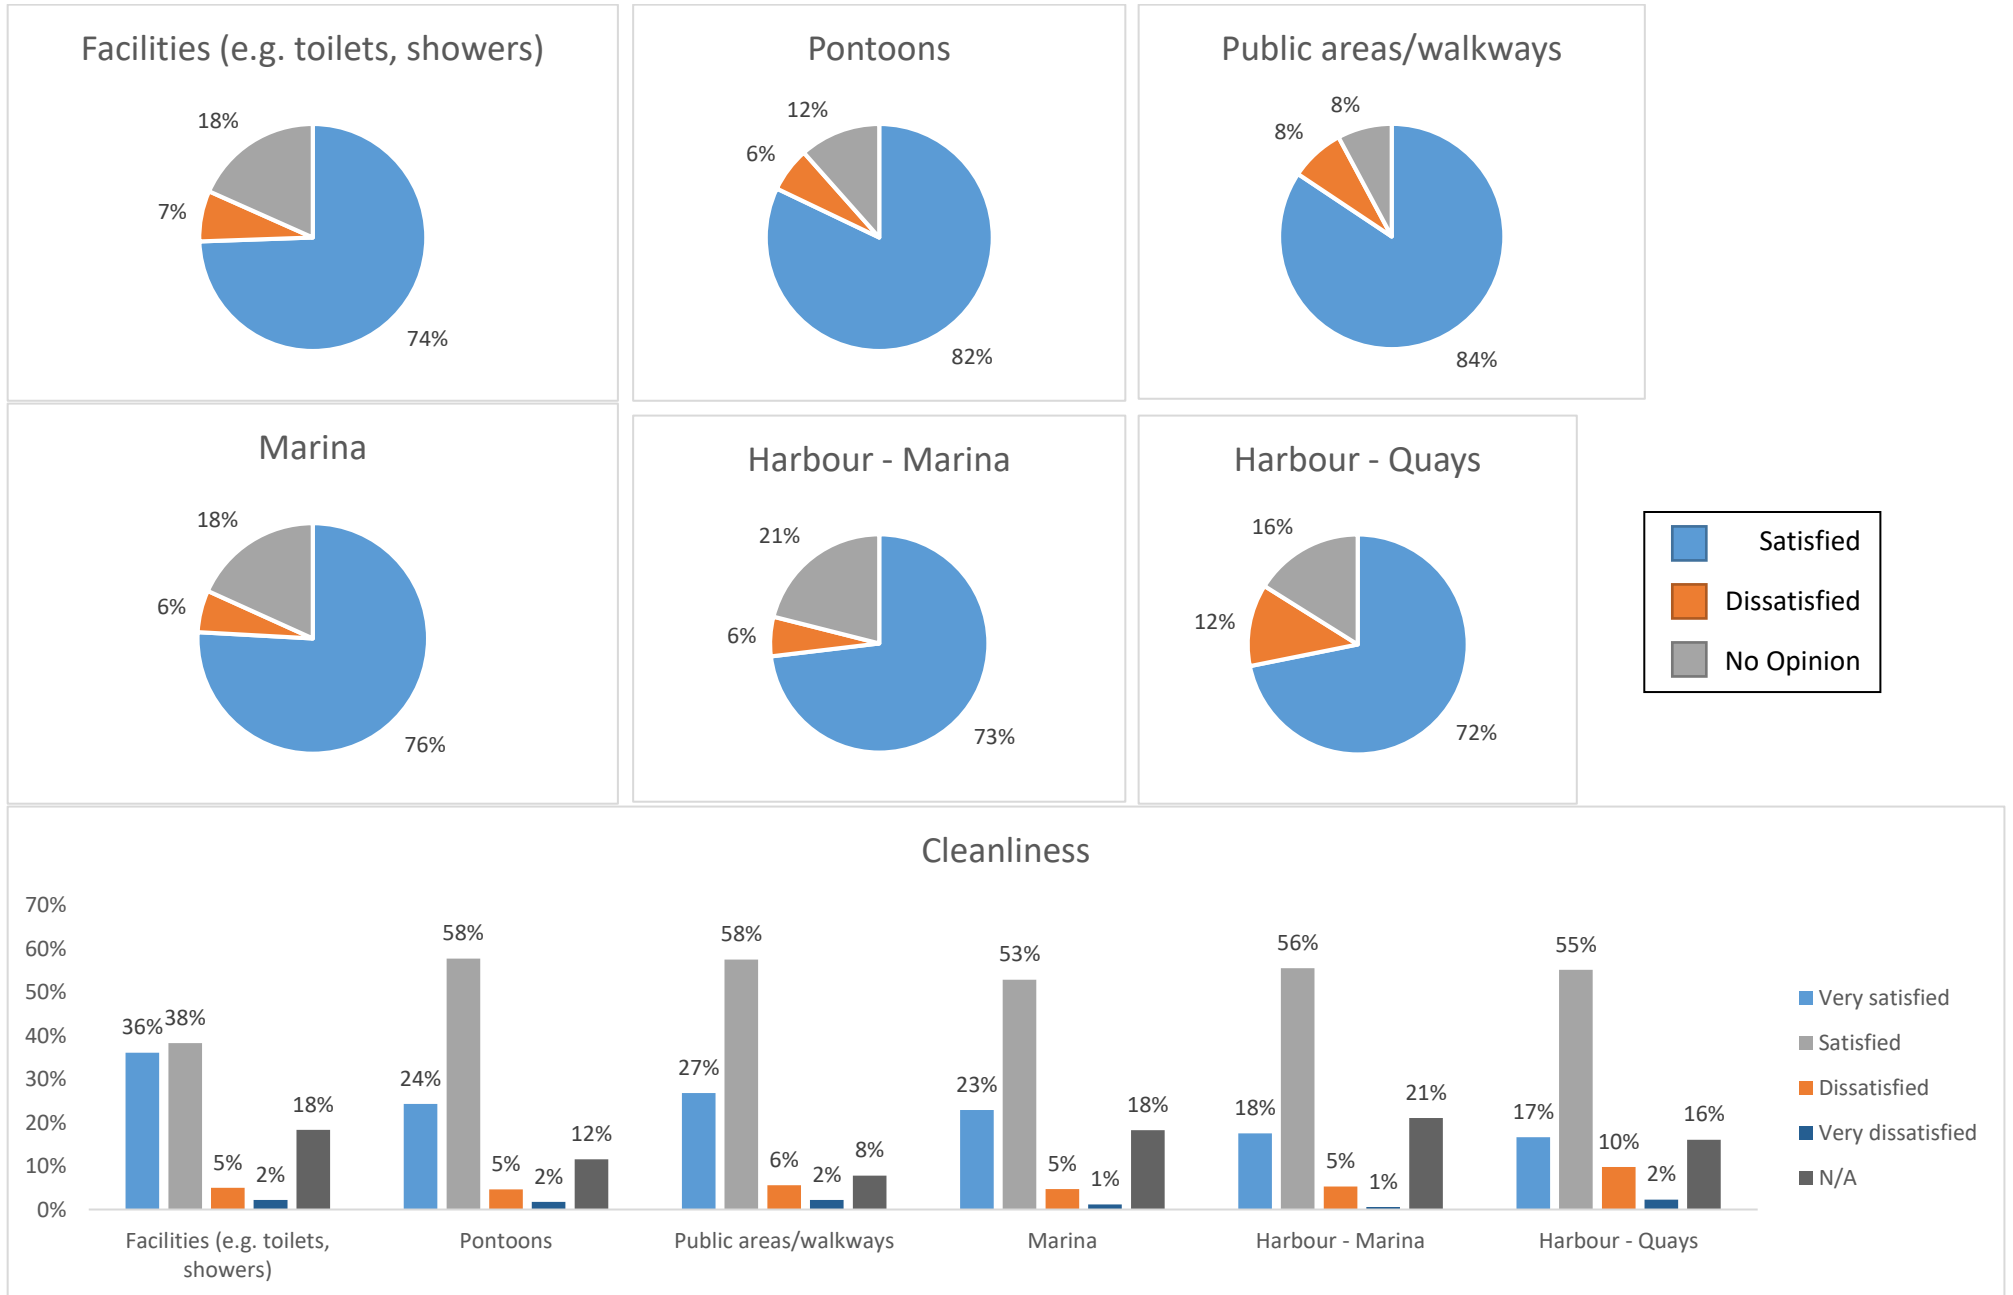 Facilities (e.g. toilets, showers)
18%
7%
74%
Pontoons
12%
6%
82%
Public areas/walkways
8%
8%
84%
Marina
18%
6%
76%
Harbour - Marina
21%
6%
73%
Harbour - Quays
16%
12%
72%
Satisfied
Dissatisfied
No Opinion
Cleanliness
70%
60%
50%
40%
30%
20%
10%
0%
36%
38%
5%
2%
18%
24%
58%
5%
2%
12%
27%
58%
6%
2%
8%
23%
53%
5%
1%
18%
18%
56%
5%
1%
21%
17%
55%
10%
2%
16%
Facilities (e.g. toilets,
showers)
Pontoons
Public areas/walkways
Marina
Harbour - Marina
Harbour - Quays
Very satisfied
Satisfied
Dissatisfied
Very dissatisfied
N/A